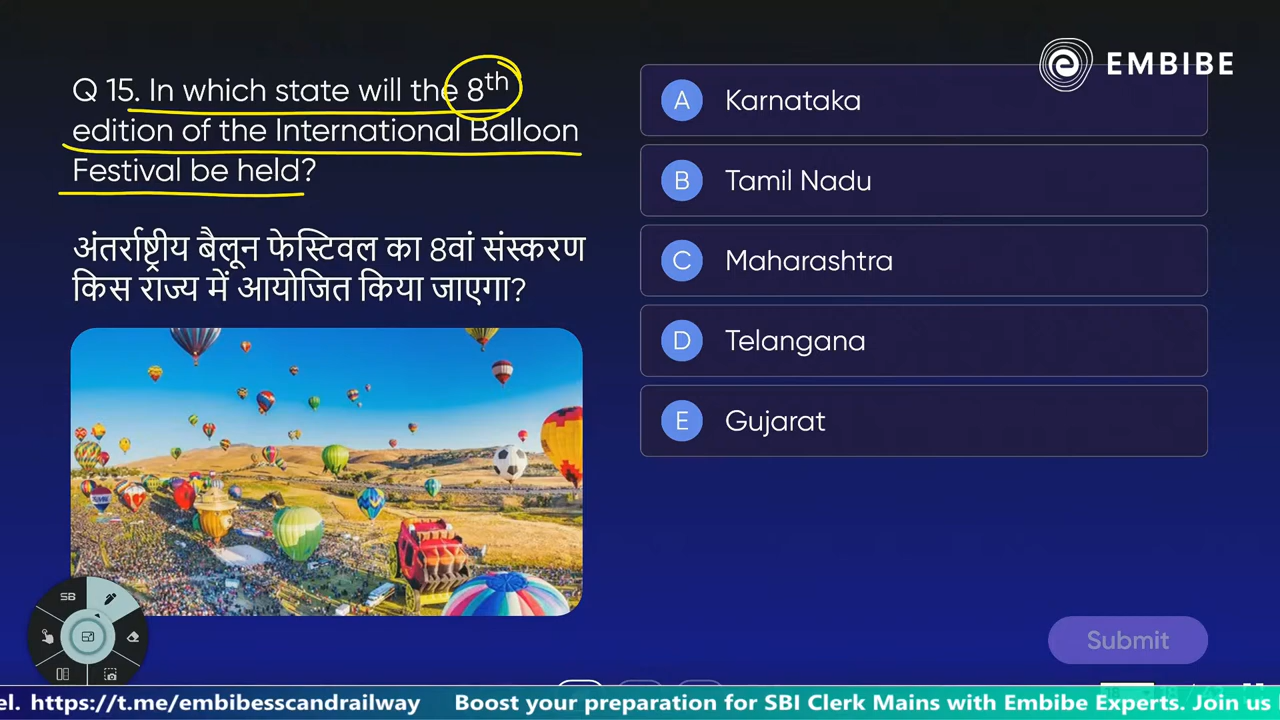 EMBIBE
Q 15. In which state will the 8th
edition of the International Balloon
Festival be held?
अंतर्राष्ट्रीय बैलून फेस्टिवल का 8वां संस्करण
किस राज्य में आयोजित किया जाएगा?
A Karnataka
B Tamil Nadu
C Maharashtra
D Telangana
E Gujarat
SB
Submit
el. https://t.me/embibesscandrailway Boost your preparation for SBI Clerk Mains with Embibe Experts. Join us